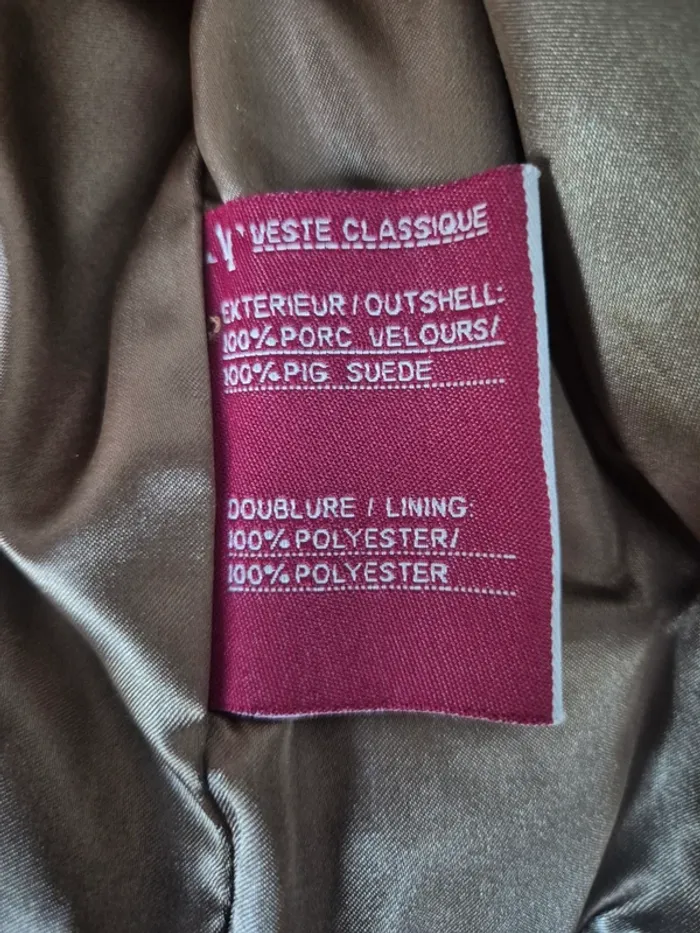 VESTE CLASSIQUE
EXTERIEUR / OUTSHELL:
100% PORC VELOURS/
100% PIG SUEDE
DOUBLURE / LINING:
100% POLYESTER/
100% POLYESTER